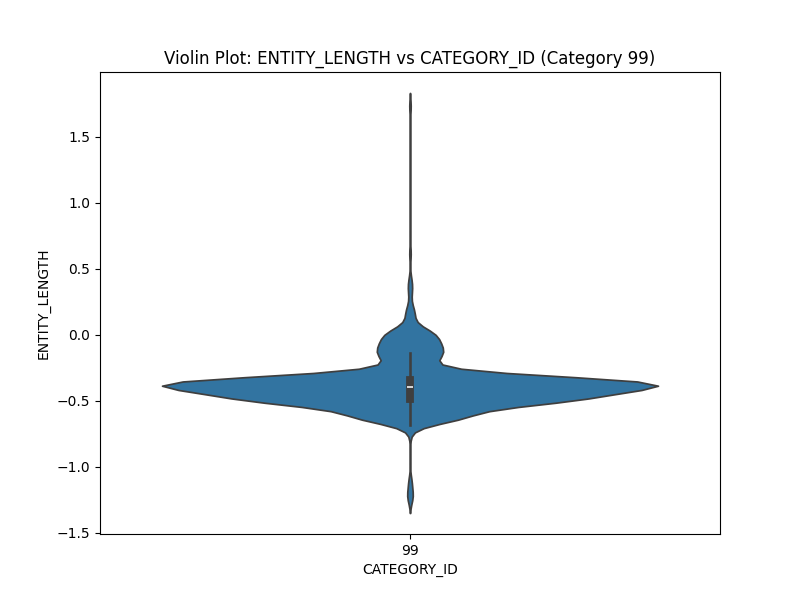 Violin Plot: ENTITY_LENGTH vs CATEGORY_ID (Category 99)
1.5
1.0
0.5
0.0
−0.5
−1.0
−1.5
ENTITY_LENGTH
99
CATEGORY_ID